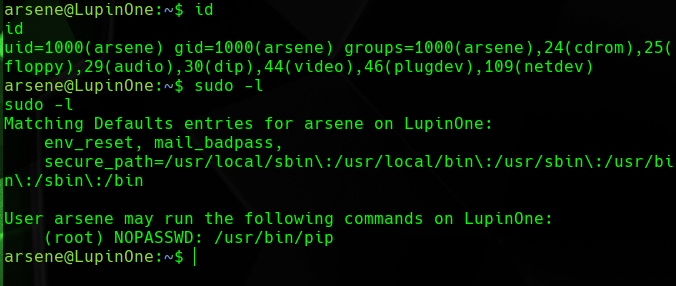 arsene@LupinOne:~$ id
id
uid=1000(arsene) gid=1000(arsene) groups=1000(arsene),24(cdrom),25(
floppy),29(audio),30(dip),44(video),46(plugdev),109(netdev)
arsene@LupinOne:~$ sudo -l
sudo -l
Matching Defaults entries for arsene on LupinOne:
    env_reset, mail_badpass,
    secure_path=/usr/local/sbin\:/usr/local/bin\:/usr/sbin\:/usr/bi
n\:/sbin\:/bin

User arsene may run the following commands on LupinOne:
    (root) NOPASSWD: /usr/bin/pip
arsene@LupinOne:~$